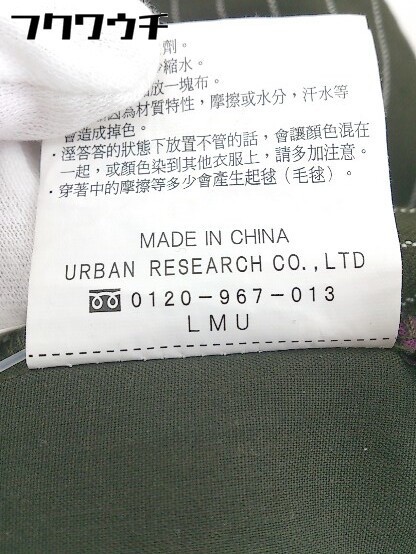 フクワウチ
劑。
縮水。
放一塊布。
因為材質特性，摩擦或水分，汗水等
會造成掉色。
・溼答答的狀態下放置不管的話，會讓顏色混在
一起，或顏色染到其他衣服上，請多加注意。
・穿著中的摩擦等多少會產生起毬（毛毬）。
MADE IN CHINA
URBAN RESEARCH CO.,LTD
0120-967-013
LMU